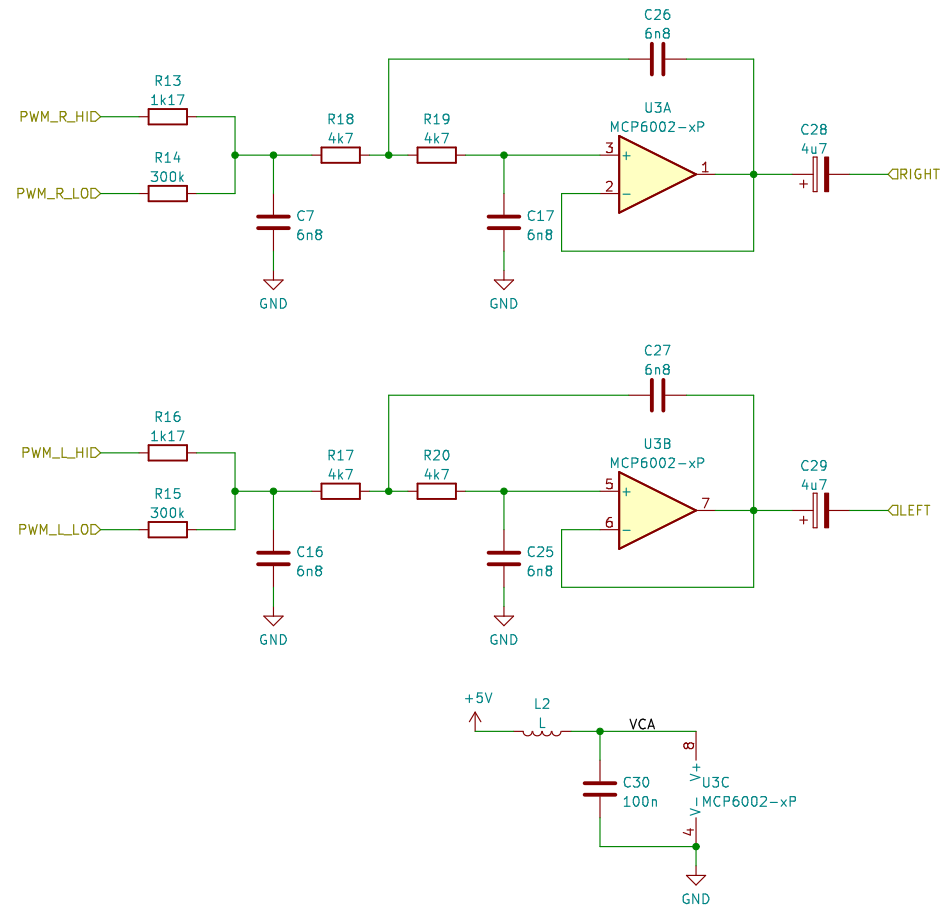 C26
6n8
R13
1k17
PWM_R_HI
R14
300k
PWM_R_LO
R18
4k7
R19
4k7
U3A
MCP6002-xP
3
+
2
-
1
C28
4u7
+
RIGHT
C7
6n8
GND
C17
6n8
GND
C27
6n8
R16
1k17
PWM_L_HI
R15
300k
PWM_L_LO
R17
4k7
R20
4k7
U3B
MCP6002-xP
5
+
6
-
7
C29
4u7
+
LEFT
C16
6n8
GND
C25
6n8
GND
+5V
L2
L
VCA
8
V+
U3C
MCP6002-xP
V-
4
C30
100n
GND